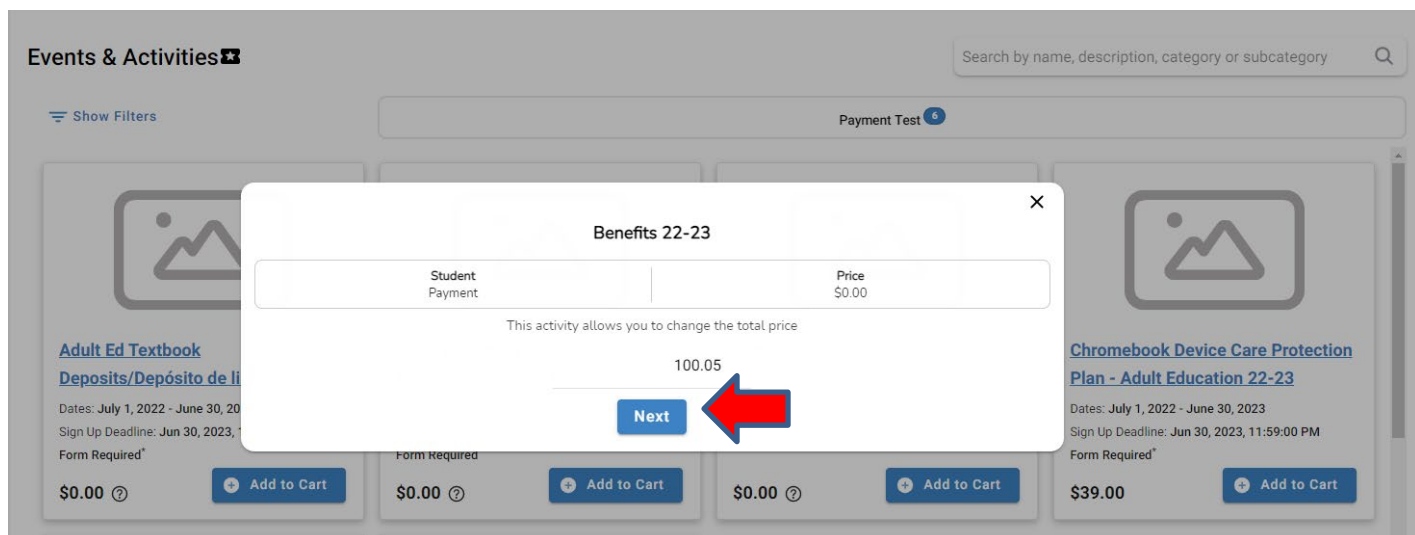 Events & Activities
Search by name, description, category or subcategory
Show Filters
Payment Test 6
Benefits 22-23
Student
Payment
Price
$0.00
This activity allows you to change the total price
100.05
Next
Adult Ed Textbook
Deposits/Depósito de li
Dates: July 1, 2022 - June 30, 20
Sign Up Deadline: Jun 30, 2023,
Form Required*
$0.00
Add to Cart
Form Required
$0.00
Add to Cart
$0.00
Add to Cart
Chromebook Device Care Protection
Plan - Adult Education 22-23
Dates: July 1, 2022 - June 30, 2023
Sign Up Deadline: Jun 30, 2023, 11:59:00 PM
Form Required*
$39.00
Add to Cart